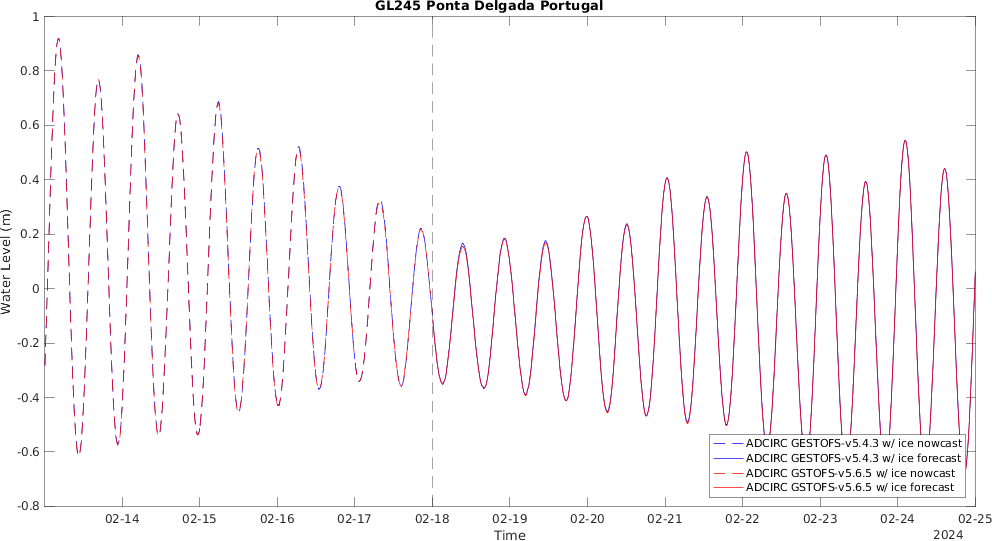 GL245 Ponta Delgada Portugal
Water Level (m)
1
0.8
0.6
0.4
0.2
0
-0.2
-0.4
-0.6
-0.8
ADCIRC GESTOFS-v5.4.3 w/ ice nowcast
ADCIRC GESTOFS-v5.4.3 w/ ice forecast
ADCIRC GSTOFS-v5.6.5 w/ ice nowcast
ADCIRC GSTOFS-v5.6.5 w/ ice forecast
02-14 02-15 02-16 02-17 02-18 02-19 02-20 02-21 02-22 02-23 02-24 02-25
Time
2024